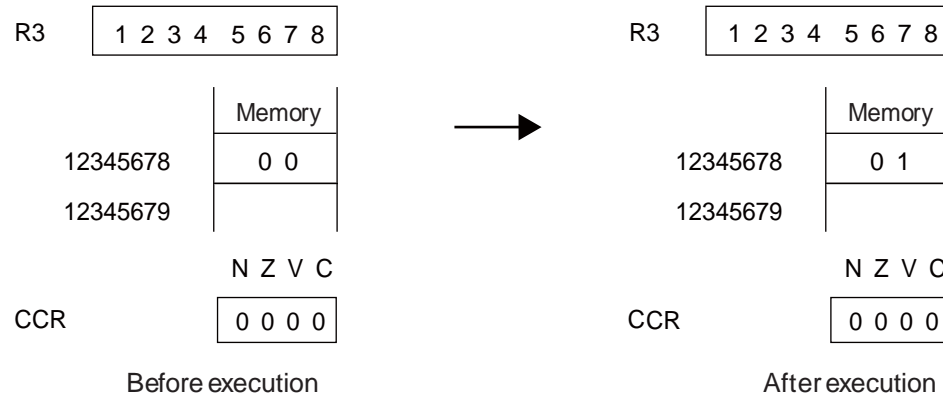 R3 1 2 3 4 5 6 7 8 R3 1 2 3 4 5 6 7 8
Memory Memory
12345678 0 0 12345678 0 1
12345679 12345679
N Z V C N Z V C
CCR 0 0 0 0 CCR 0 0 0 0
Before execution After execution